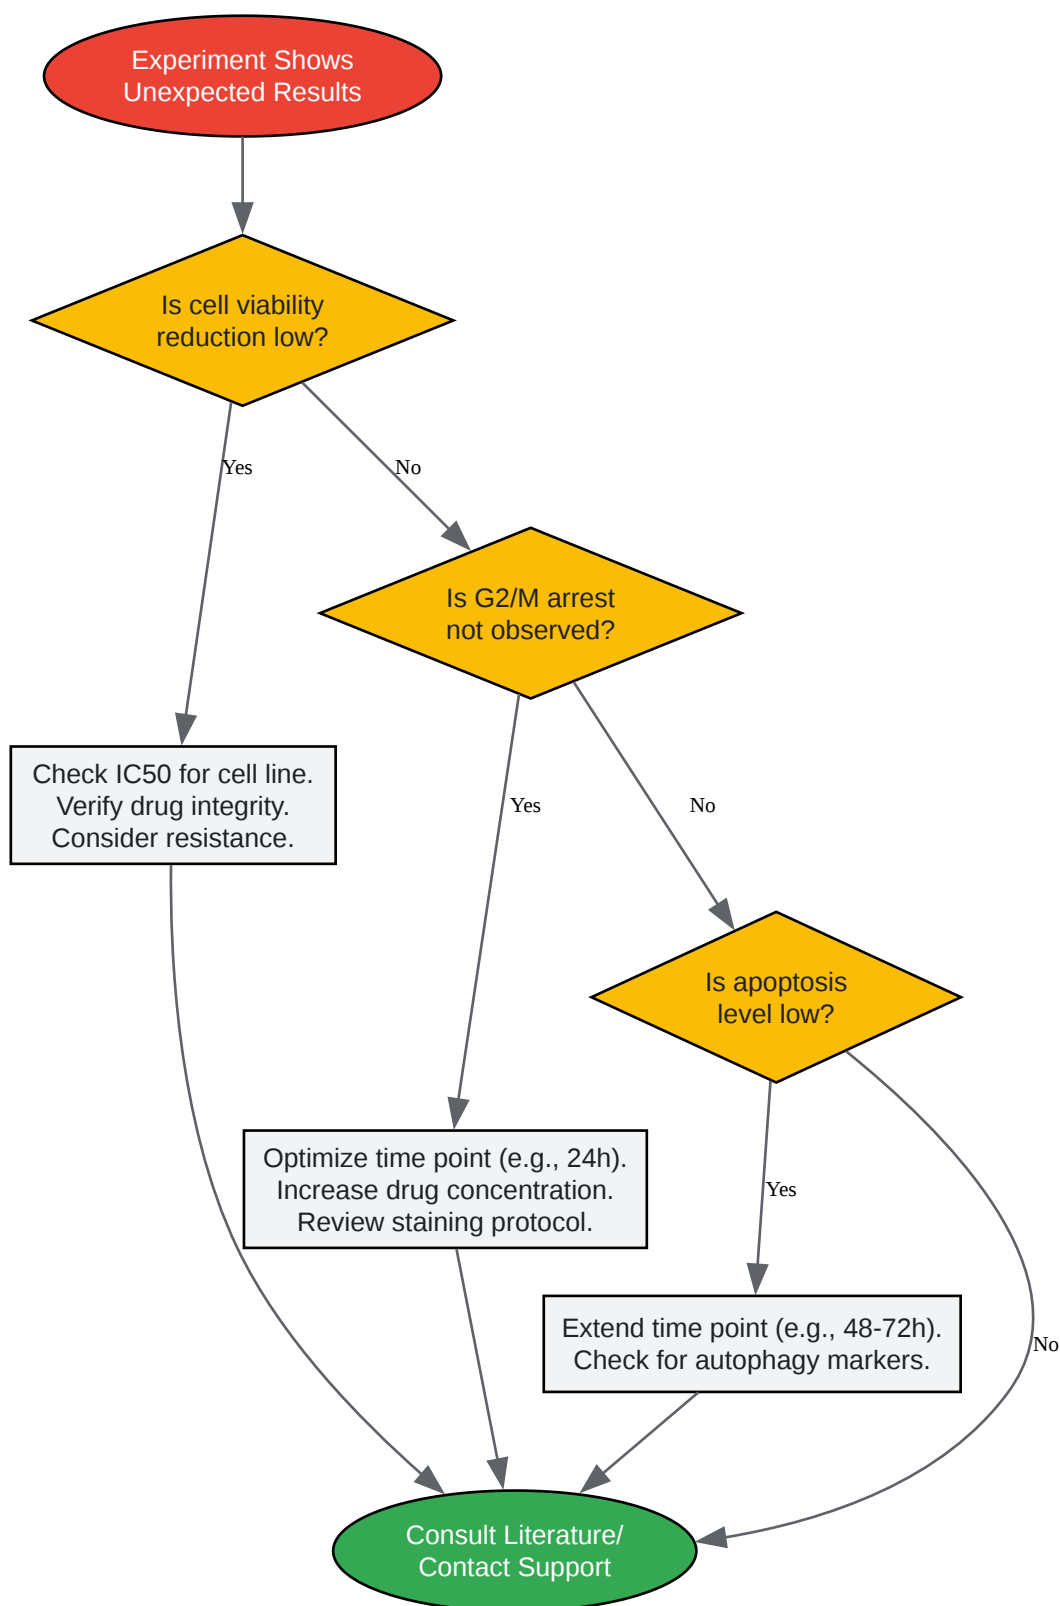 Experiment Shows
Unexpected Results
Is cell viability
reduction low?
Yes
No
Is G2/M arrest
not observed?
Check IC50 for cell line.
Verify drug integrity.
Consider resistance.
Yes
No
Is apoptosis
level low?
Optimize time point (e.g., 24h).
Increase drug concentration.
Review staining protocol.
Yes
Extend time point (e.g., 48-72h).
Check for autophagy markers.
No
Consult Literature/
Contact Support